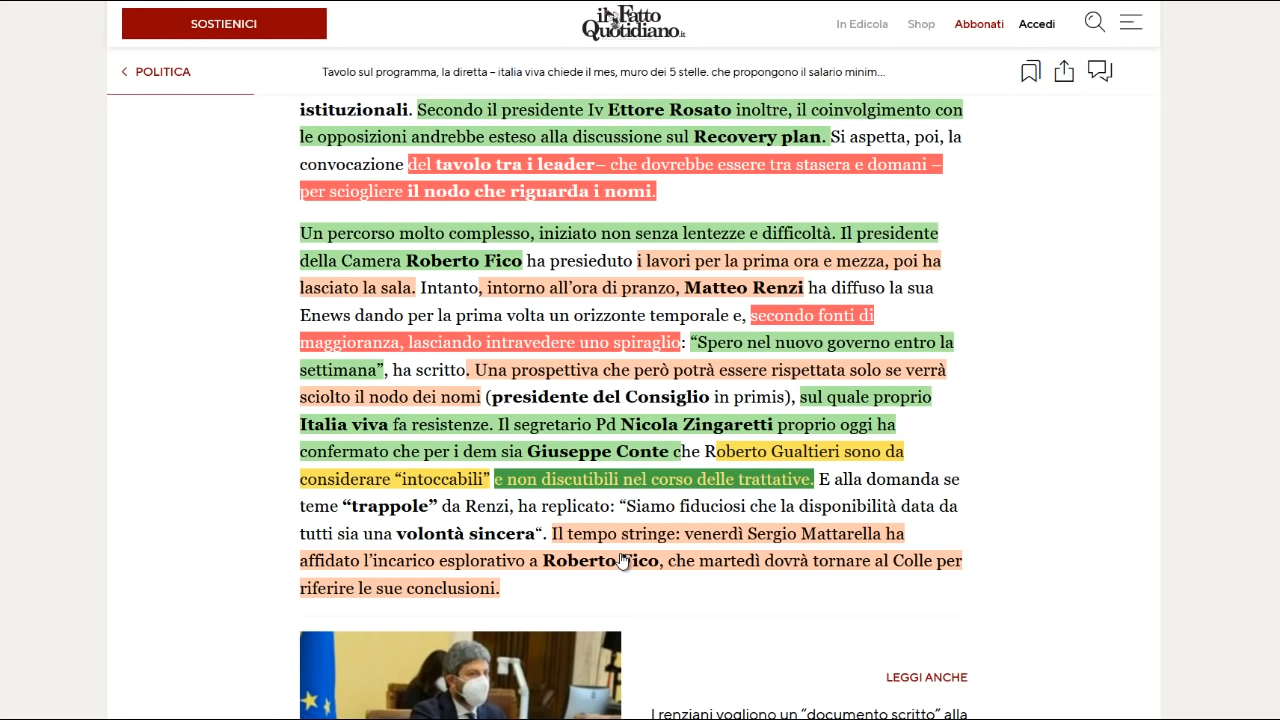 SOSTIENICI
il Fatto
Quotidiano.it
In Edicola Shop Abbonati Accedi
POLITICA
Tavolo sul programma, la diretta – italia viva chiede il mes, muro dei 5 stelle. che propongono il salario minim...
istituzionali. Secondo il presidente Iv Ettore Rosato inoltre, il coinvolgimento con
le opposizioni andrebbe esteso alla discussione sul Recovery plan. Si aspetta, poi, la
convocazione del tavolo tra i leader– che dovrebbe essere tra stasera e domani –
per sciogliere il nodo che riguarda i nomi.
Un percorso molto complesso, iniziato non senza lentezze e difficoltà. Il presidente
della Camera Roberto Fico ha presieduto i lavori per la prima ora e mezza, poi ha
lasciato la sala. Intanto, intorno all’ora di pranzo, Matteo Renzi ha diffuso la sua
Enews dando per la prima volta un orizzonte temporale e, secondo fonti di
maggioranza, lasciando intravedere uno spiraglio: “Spero nel nuovo governo entro la
settimana”, ha scritto. Una prospettiva che però potrà essere rispettata solo se verrà
sciolto il nodo dei nomi (presidente del Consiglio in primis), sul quale proprio
Italia viva fa resistenze. Il segretario Pd Nicola Zingaretti proprio oggi ha
confermato che per i dem sia Giuseppe Conte che Roberto Gualtieri sono da
considerare “intoccabili” e non discutibili nel corso delle trattative. E alla domanda se
teme “trappole” da Renzi, ha replicato: “Siamo fiduciosi che la disponibilità data da
tutti sia una volontà sincera“. Il tempo stringe: venerdì Sergio Mattarella ha
affidato l’incarico esplorativo a Roberto Fico, che martedì dovrà tornare al Colle per
riferire le sue conclusioni.
LEGGI ANCHE
I renziani vogliono un “documento scritto” alla